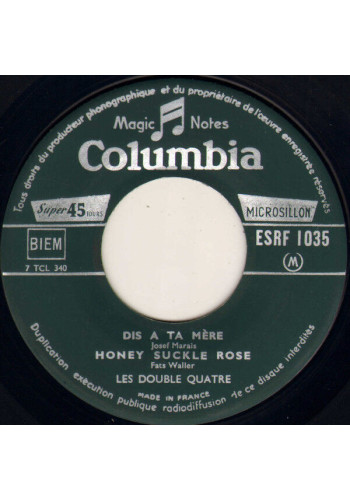 Tous droits du producteur phonographique et du propriétaire de l'œuvre enregistrée réservés
Magic Notes
Columbia
Super 45 TOURS
MICROSILLON
BIEM
ESRF 1035
7 TCL 340
M
DIS A TA MÈRE
Josef Marais
HONEY SUCKLE ROSE
Fats Waller
LES DOUBLE QUATRE
MADE IN FRANCE
Duplication exécution publique radiodiffusion de ce disque interdites